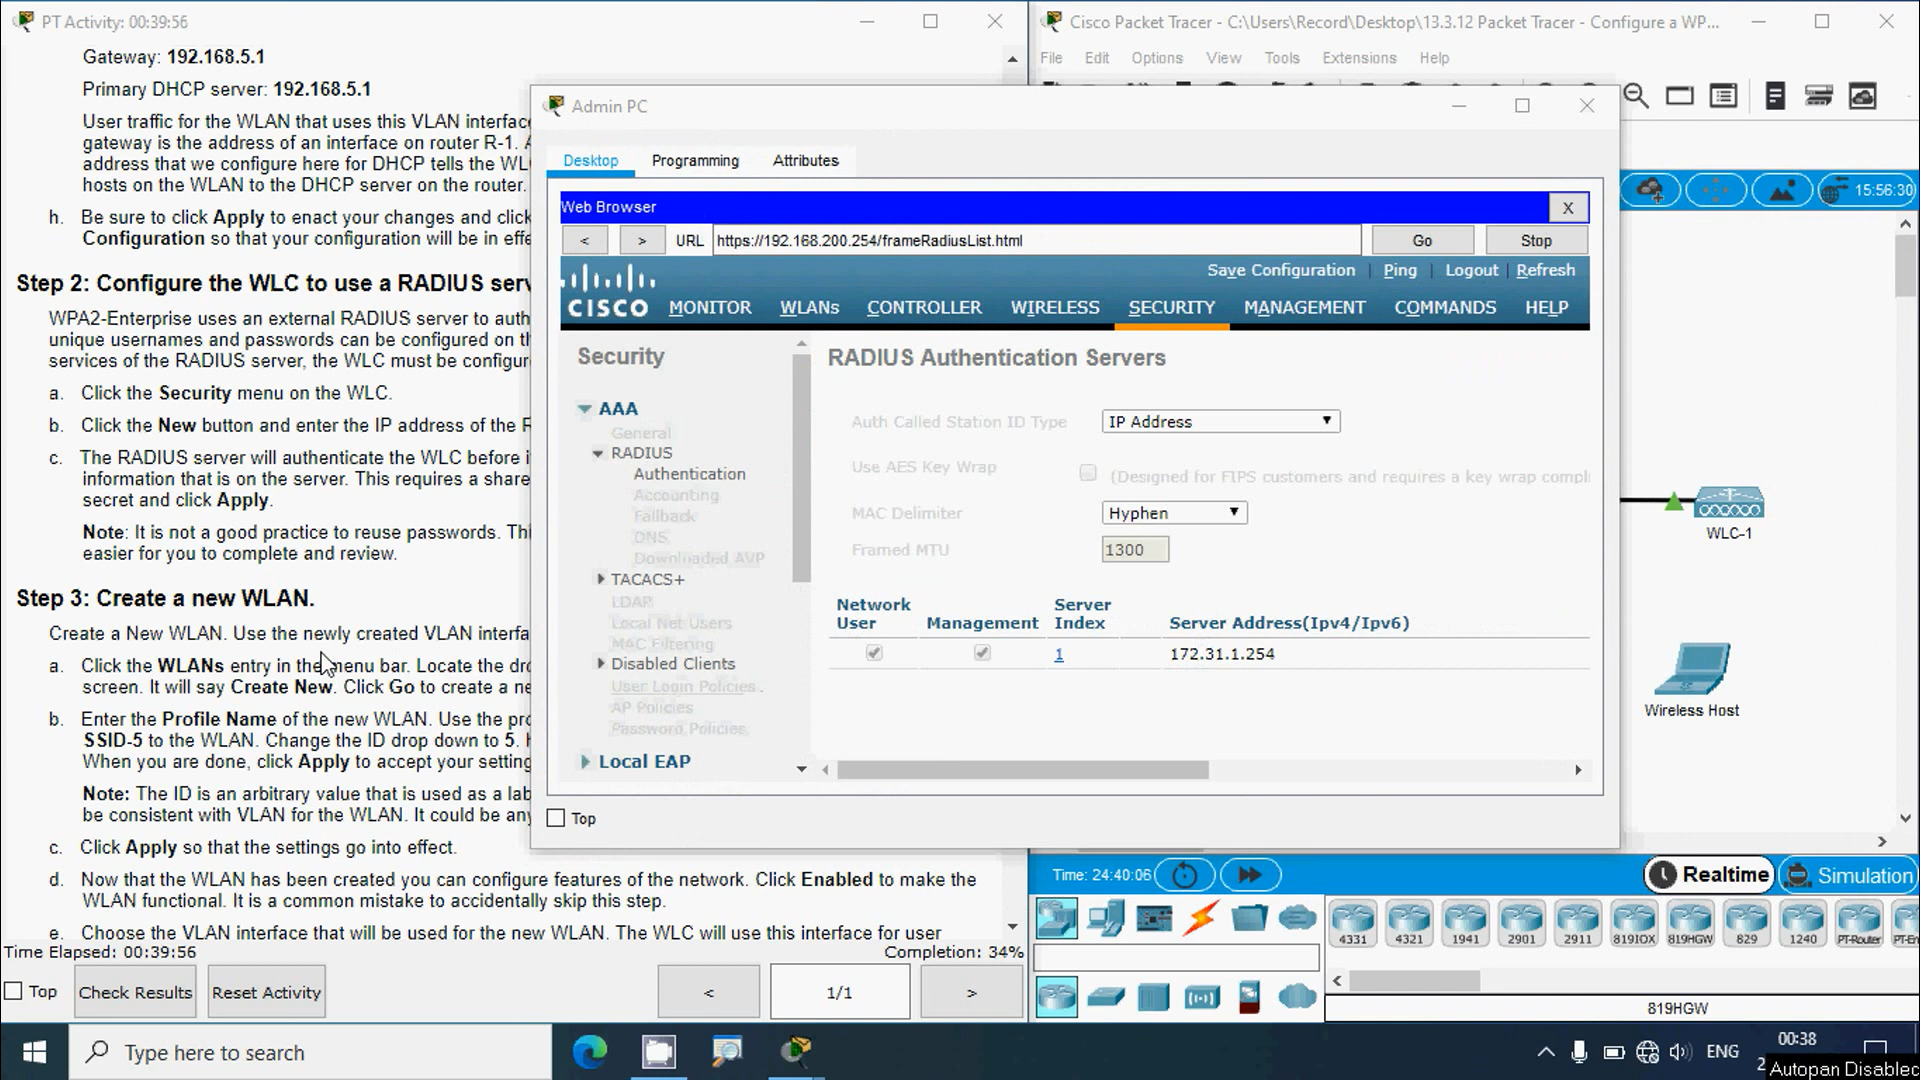 PT Activity: 00:39:56
Gateway: 192.168.5.1
Primary DHCP server: 192.168.5.1
User traffic for the WLAN that uses this VLAN interface
gateway is the address of an interface on router R-1.
address that we configure here for DHCP tells the WL
hosts on the WLAN to the DHCP server on the router.
h. Be sure to click Apply to enact your changes and click
Configuration so that your configuration will be in effe
Step 2: Configure the WLC to use a RADIUS serv
WPA2-Enterprise uses an external RADIUS server to auth
unique usernames and passwords can be configured on th
services of the RADIUS server, the WLC must be configur
a. Click the Security menu on the WLC.
b. Click the New button and enter the IP address of the R
c. The RADIUS server will authenticate the WLC before i
information that is on the server. This requires a share
secret and click Apply.
Note: It is not a good practice to reuse passwords. Thi
easier for you to complete and review.
Step 3: Create a new WLAN.
Create a New WLAN. Use the newly created VLAN interfa
a. Click the WLANs entry in the menu bar. Locate the dro
screen. It will say Create New. Click Go to create a ne
b. Enter the Profile Name of the new WLAN. Use the pro
SSID-5 to the WLAN. Change the ID drop down to 5.
When you are done, click Apply to accept your setting
Note: The ID is an arbitrary value that is used as a lab
be consistent with VLAN for the WLAN. It could be any
c. Click Apply so that the settings go into effect.
d. Now that the WLAN has been created you can configure features of the network. Click Enabled to make the
WLAN functional. It is a common mistake to accidentally skip this step.
e. Choose the VLAN interface that will be used for the new WLAN. The WLC will use this interface for user
Time Elapsed: 00:39:56
Completion: 34%
Top
Check Results
Reset Activity
<
1/1
>
Cisco Packet Tracer - C:\Users\Record\Desktop\13.3.12 Packet Tracer - Configure a WP...
File Edit Options View Tools Extensions Help
15:56:30
Admin PC
Desktop Programming Attributes
Web Browser
X
< > URL https://192.168.200.254/frameRadiusList.html Go Stop
Save Configuration Ping Logout Refresh
CISCO MONITOR WLANs CONTROLLER WIRELESS SECURITY MANAGEMENT COMMANDS HELP
Security
AAA
General
RADIUS
Authentication
Accounting
Fallback
DNS
Downloaded AVP
TACACS+
LDAP
Local Net Users
MAC Filtering
Disabled Clients
User Login Policies
AP Policies
Password Policies
Local EAP
RADIUS Authentication Servers
Auth Called Station ID Type IP Address
Use AES Key Wrap (Designed for FIPS customers and requires a key wrap compli
MAC Delimiter Hyphen
Framed MTU 1300
Network User Management Server Index Server Address(Ipv4/Ipv6)
1 172.31.1.254
Top
WLC-1
Wireless Host
Time: 24:40:06
Realtime
Simulation
4331 4321 1941 2901 2911 819IOX 819HGW 829 1240 PT-Router PT-Em
819HGW
Type here to search
ENG
00:38
2
Autopan Disabled